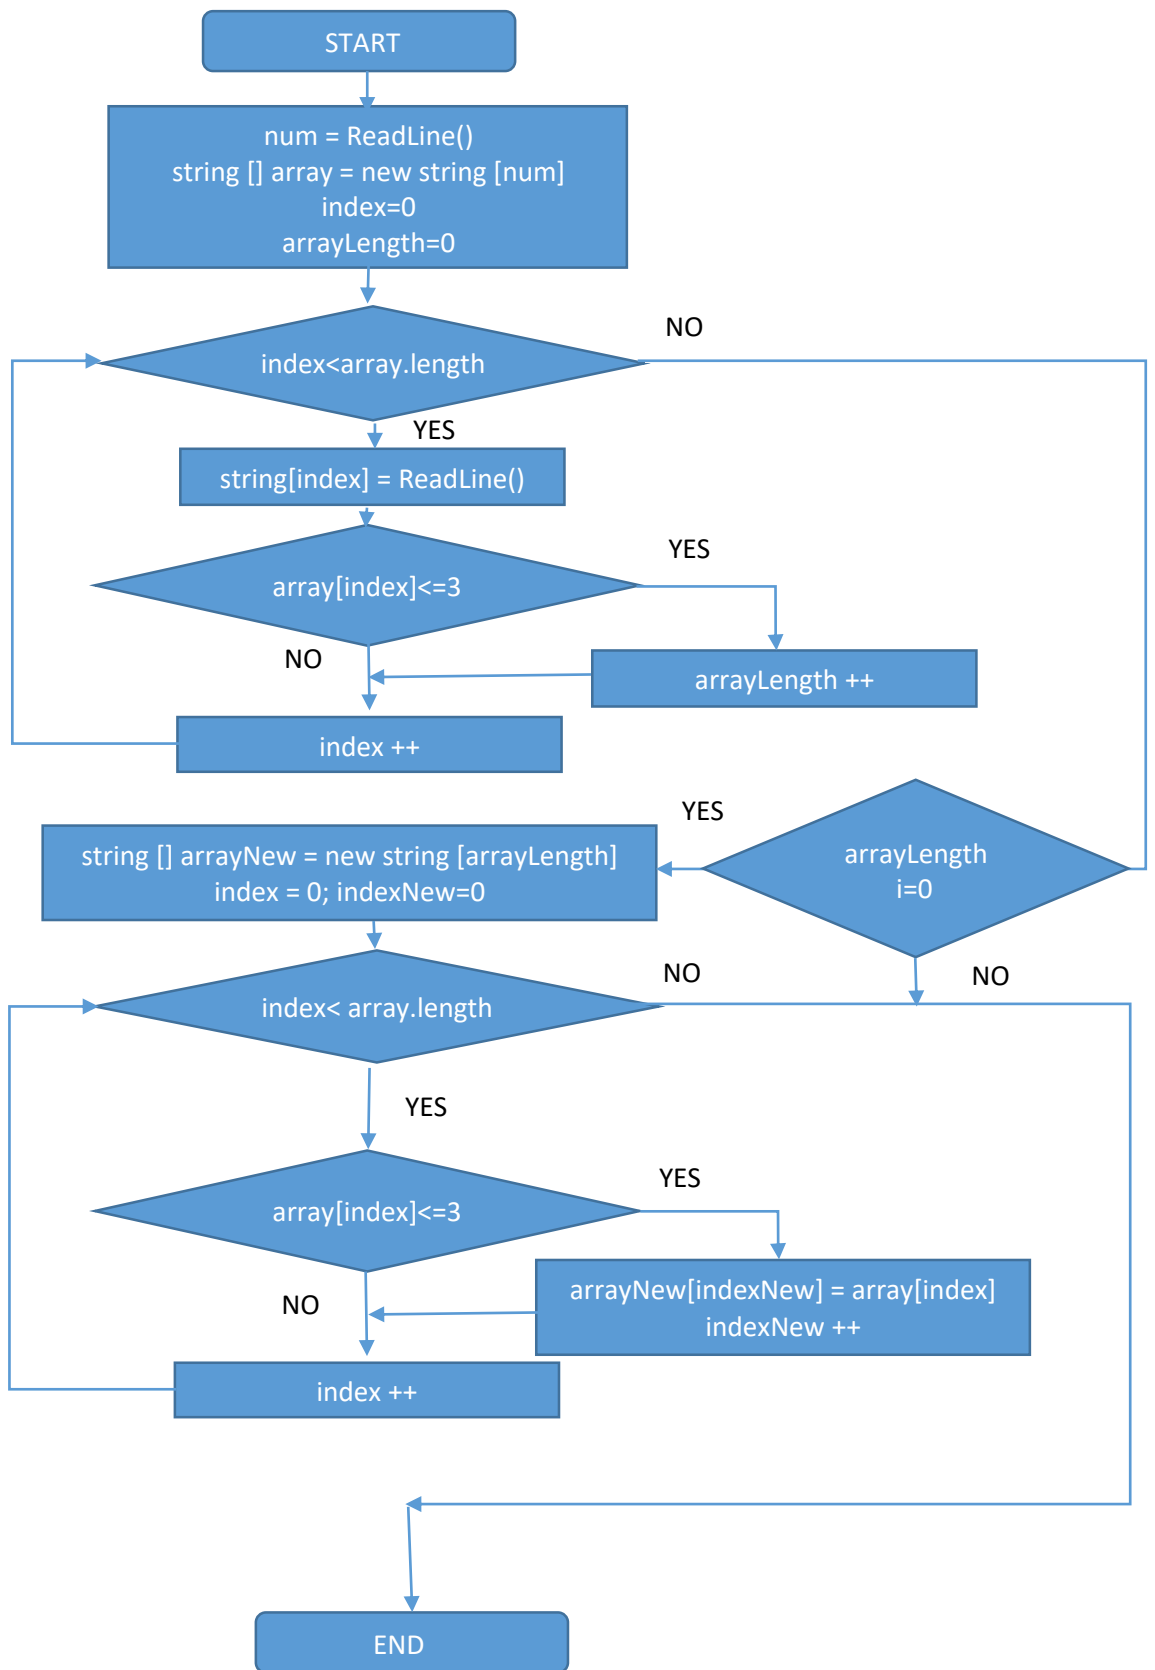 START
num = ReadLine()
string [] array = new string [num]
index=0
arrayLength=0
NO
index<array.length
YES
string[index] = ReadLine()
YES
array[index]<=3
NO
arrayLength ++
index ++
YES
string [] arrayNew = new string [arrayLength]
index = 0; indexNew=0
arrayLength
i=0
NO
NO
index< array.length
YES
YES
array[index]<=3
NO
arrayNew[indexNew] = array[index]
indexNew ++
index ++
END